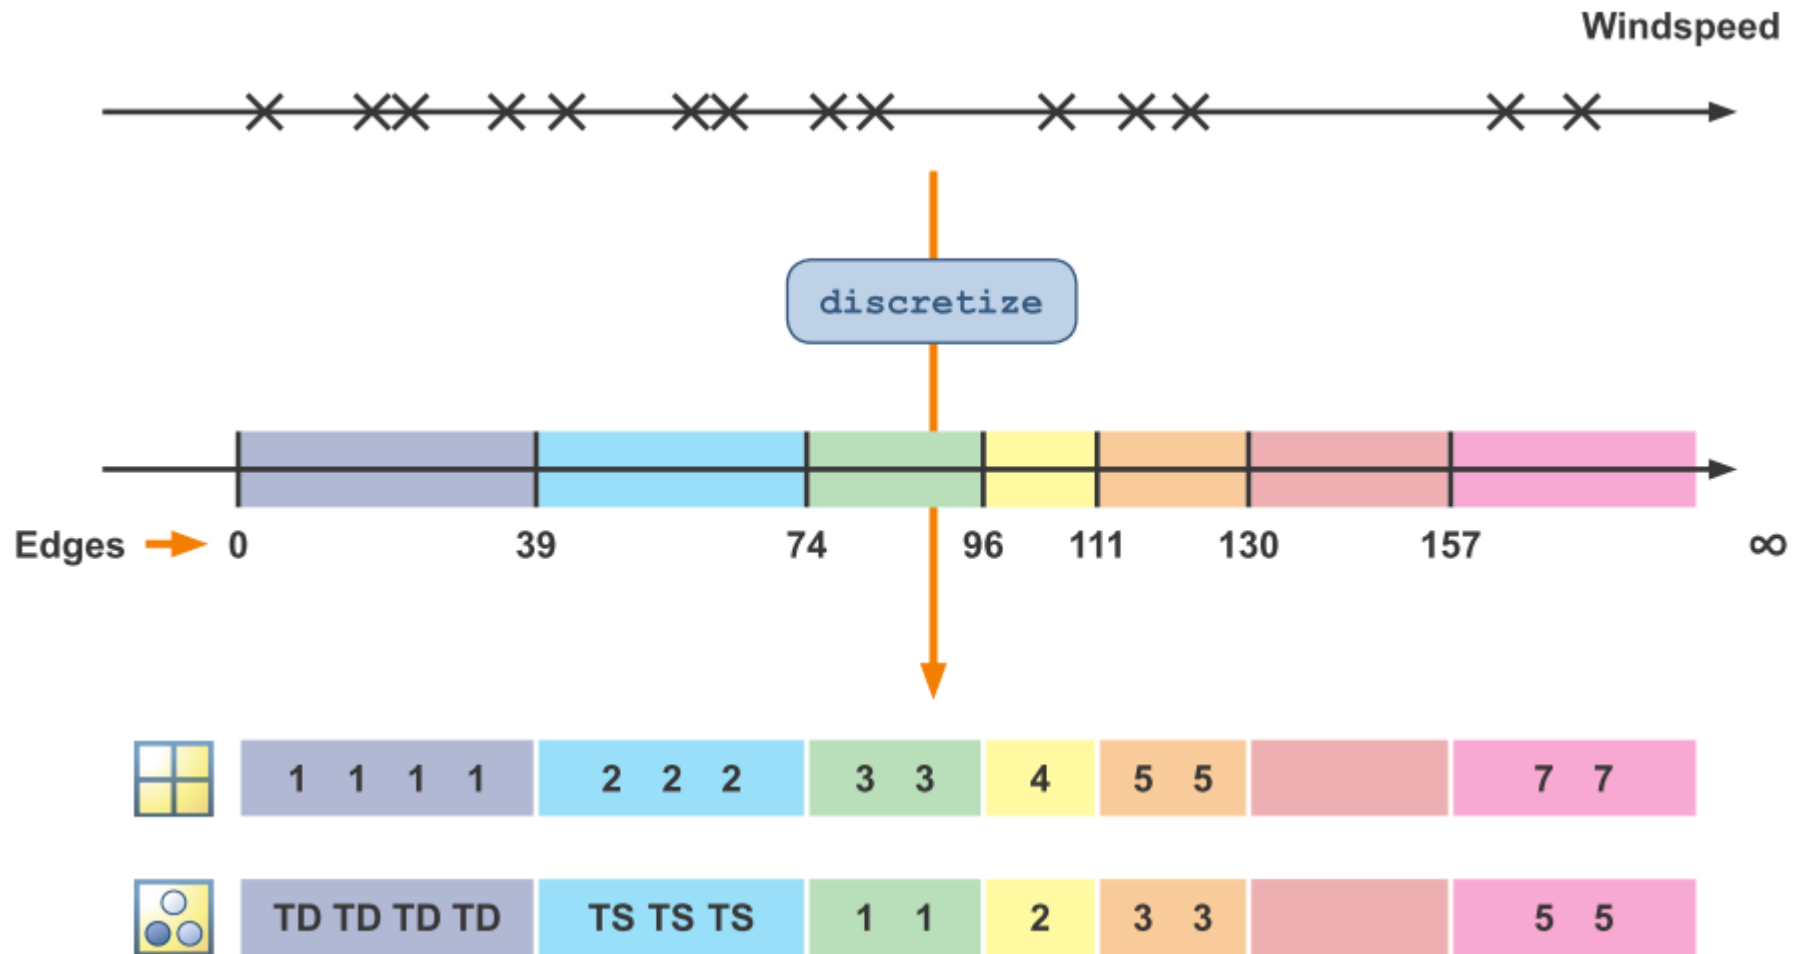 Windspeed
discretize
Edges 0 39 74 96 111 130 157 ∞
1 1 1 1 2 2 2 3 3 4 5 5 7 7
TD TD TD TD TS TS TS 1 1 2 3 3 5 5